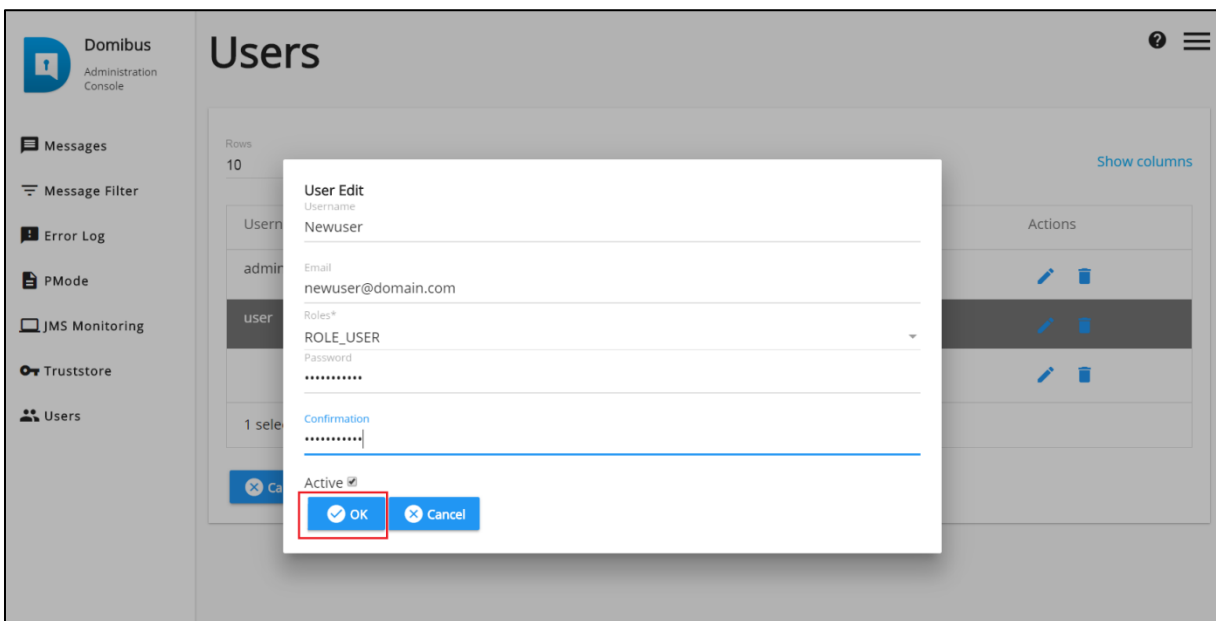 Domibus
Administration
Console
Users
Messages
Message Filter
Error Log
PMode
JMS Monitoring
Truststore
Users
Rows
10
Show columns
Usern
Actions
admin
user
1 sele
Ca
User Edit
Username
Newuser
Email
newuser@domain.com
Roles*
ROLE_USER
Password
•••••••••••
Confirmation
•••••••••••
Active
OK
Cancel